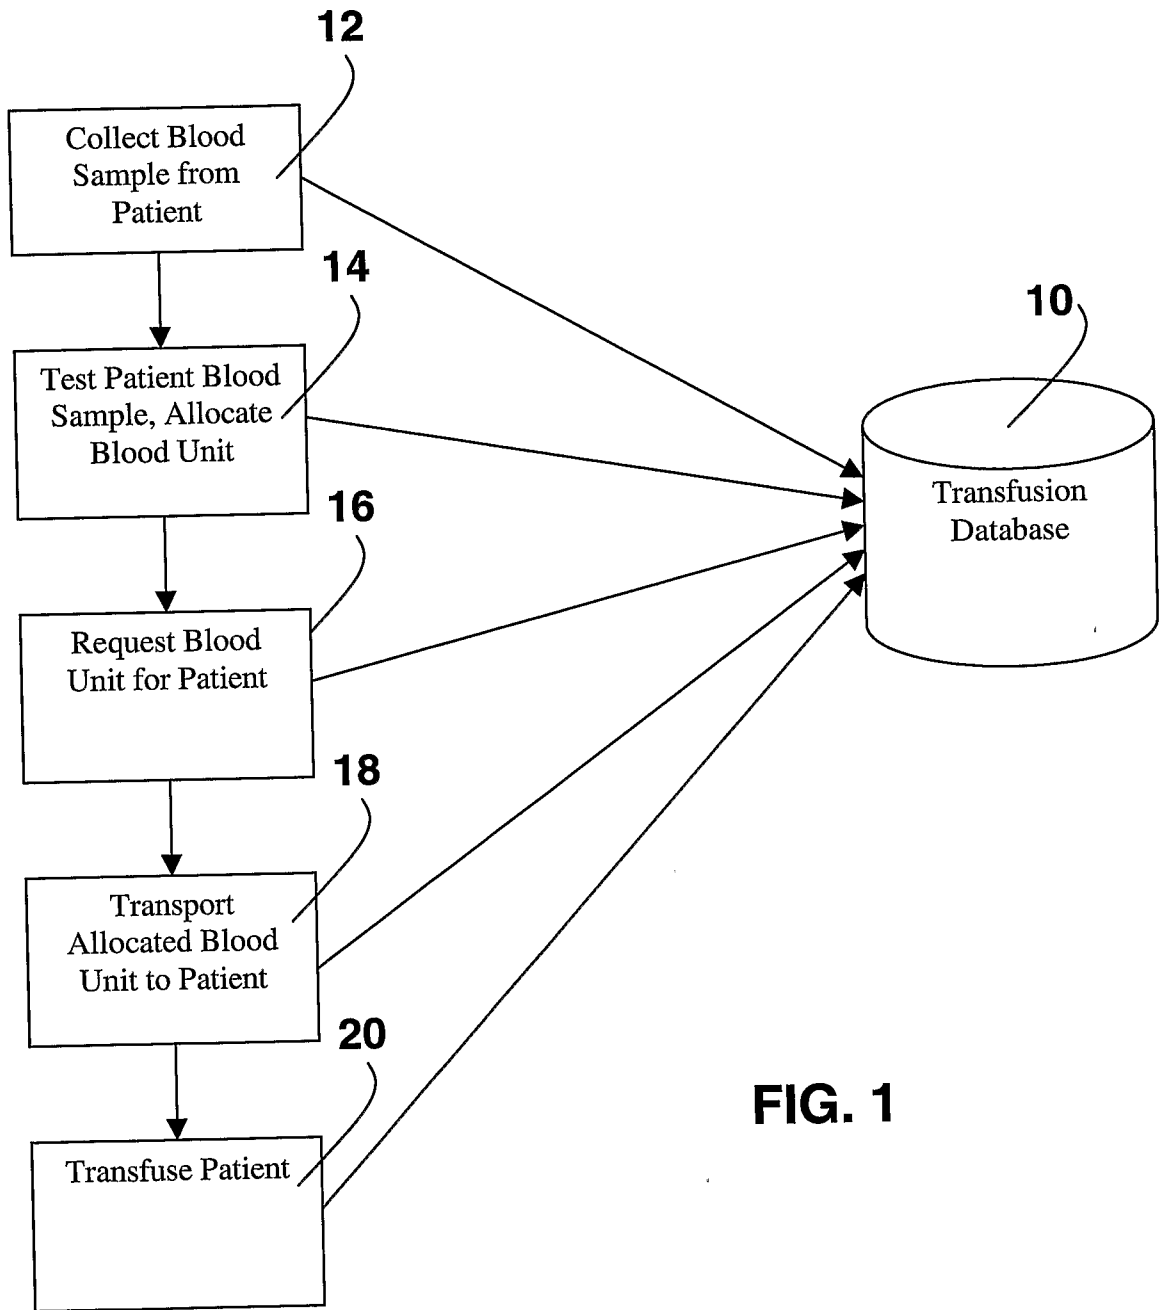 12
Collect Blood
Sample from
Patient
14
Test Patient Blood
Sample, Allocate
Blood Unit
10
Transfusion
Database
16
Request Blood
Unit for Patient
18
Transport
Allocated Blood
Unit to Patient
20
Transfuse Patient
FIG. 1